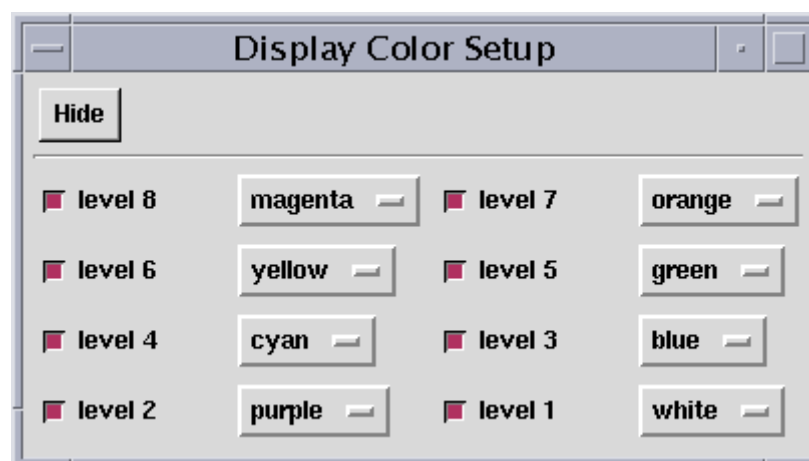 Display Color Setup
Hide
level 8 magenta level 7 orange
level 6 yellow level 5 green
level 4 cyan level 3 blue
level 2 purple level 1 white